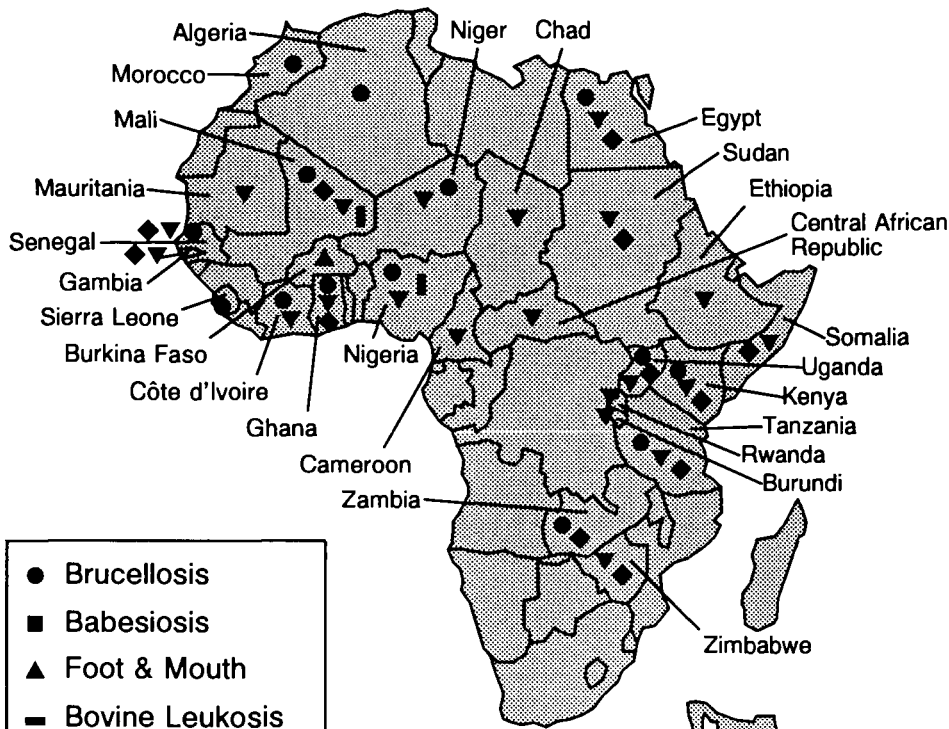 Algeria
Niger
Chad
Morocco
Mali
Egypt
Sudan
Mauritania
Ethiopia
Central African
Republic
Senegal
Gambia
Sierra Leone
Somalia
Burkina Faso
Nigeria
Uganda
Côte d'Ivoire
Kenya
Ghana
Tanzania
Cameroon
Rwanda
Burundi
Zambia
Zimbabwe
Brucellosis
Babesiosis
Foot & Mouth
Bovine Leukosis